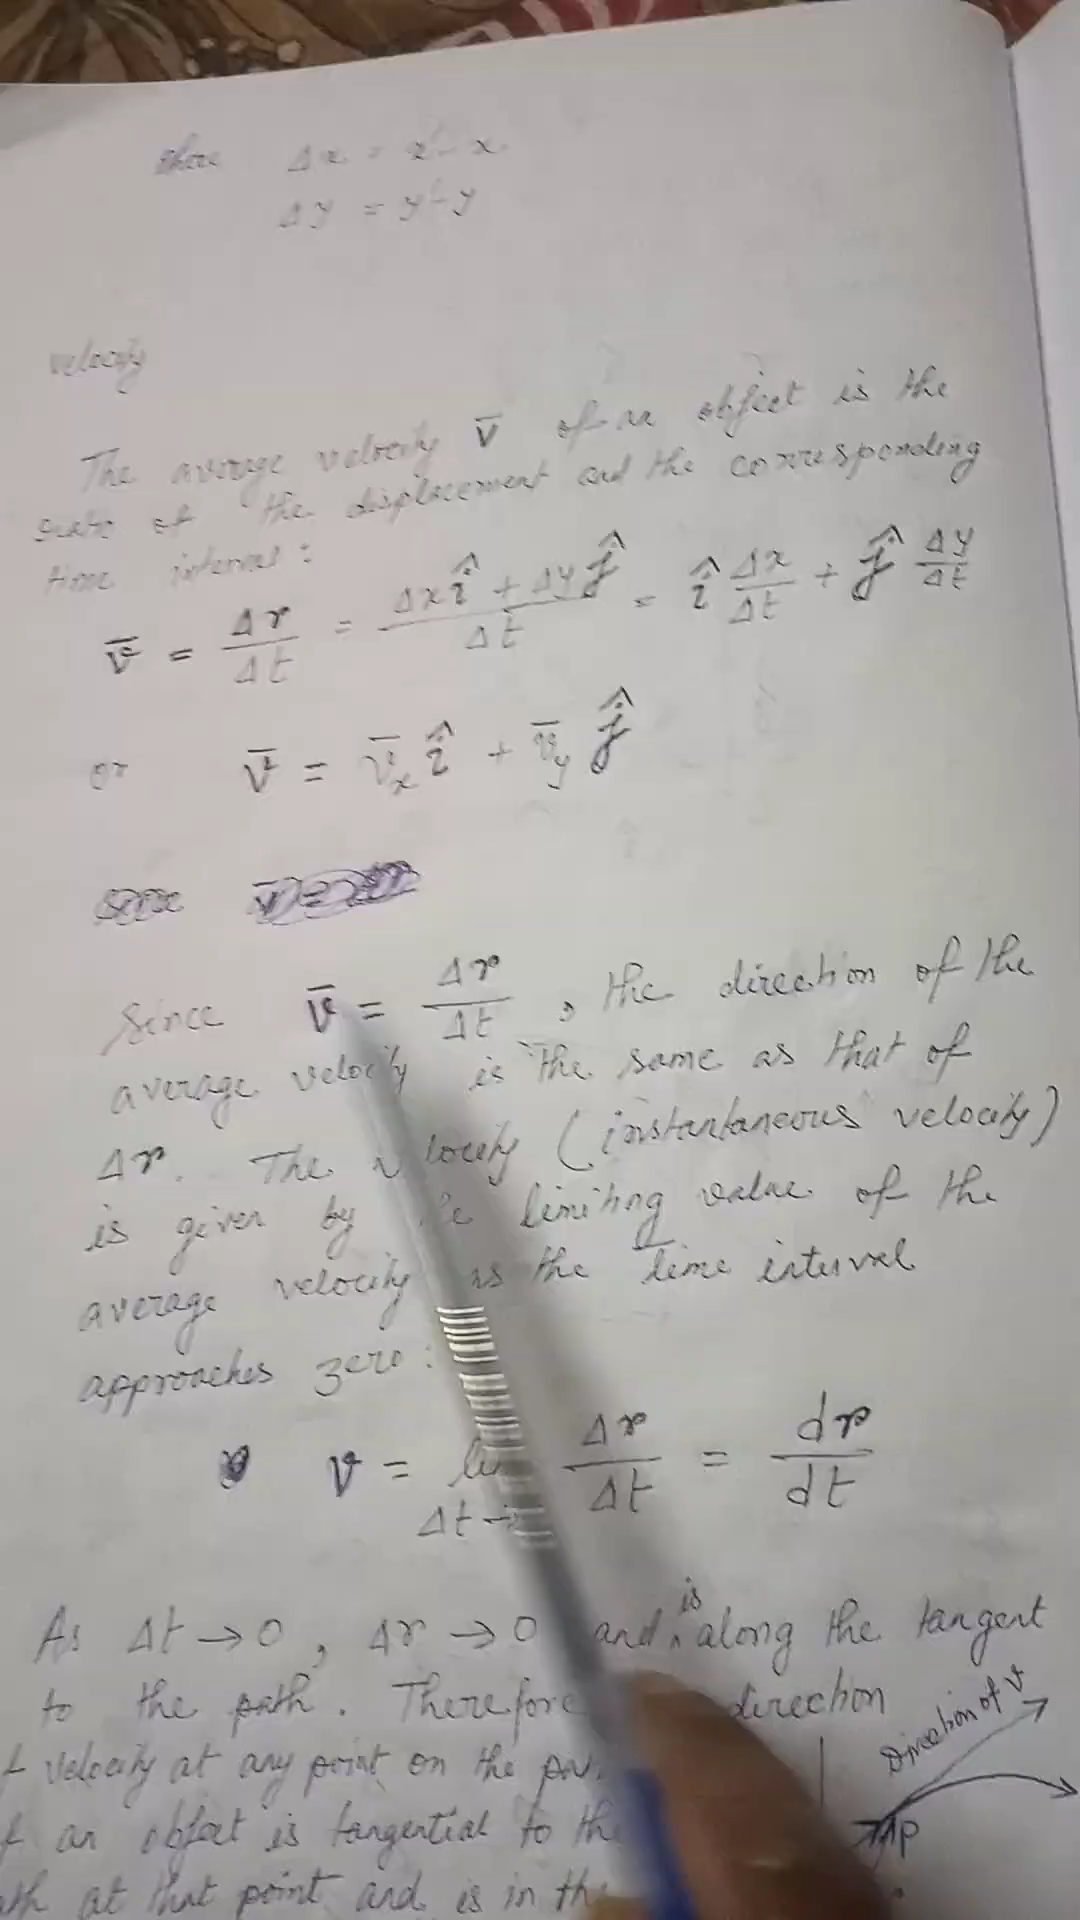 where Δx = x' - x
Δy = y' - y
velocity
The average velocity v̄ of an object is the
ratio of the displacement and the corresponding
time interval:
v̄ = Δr/Δt = (Δx î + Δy ĵ)/Δt = î Δx/Δt + ĵ Δy/Δt
or v̄ = v̄x î + v̄y ĵ
Since v̄ = Δr/Δt, the direction of the
average velocity is the same as that of
Δr. The velocity (instantaneous velocity)
is given by limiting value of the
average velocity as the time interval
approaches zero:
v = lim Δr/Δt = dr/dt
Δt →
As Δt → 0, Δr → 0 and is along the tangent
to the path. Therefore direction
velocity at any point on the
an object is tangential to the
at that point and is in the
Direction of v
P